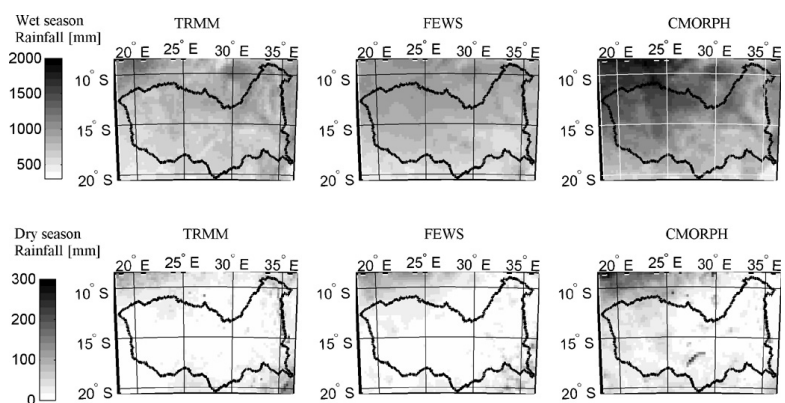 Wet season
Rainfall [mm]
TRMM
FEWS
CMORPH
20° E 25° E 30° E 35° E
20° E 25° E 30° E 35° E
20° E 25° E 30° E 35° E
2000
1500
1000
500
10° S
15° S
20° S
10° S
15° S
20° S
10° S
15° S
20° S
Dry season
Rainfall [mm]
TRMM
FEWS
CMORPH
20° E 25° E 30° E 35° E
20° E 25° E 30° E 35° E
20° E 25° E 30° E 35° E
300
200
100
0
10° S
15° S
20° S
10° S
15° S
20° S
10° S
15° S
20° S